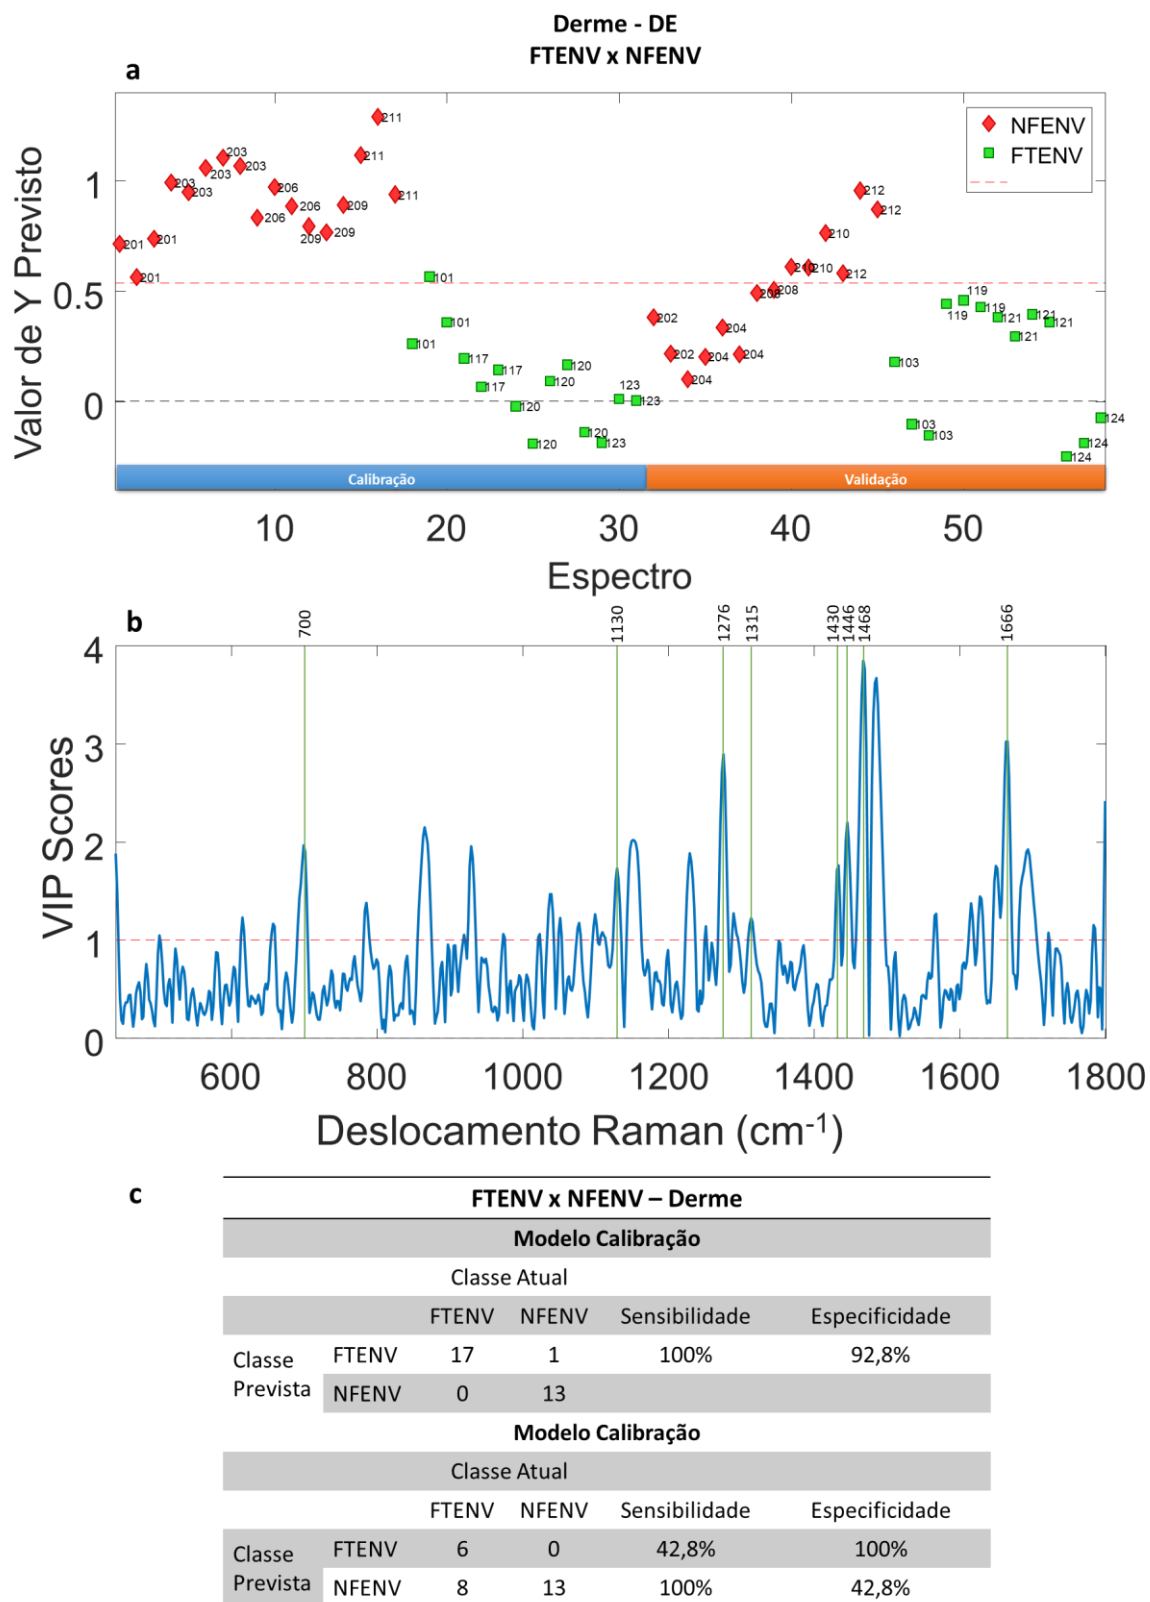 Derme - DE
FTENV x NFENV
a
Valor de Y Previsto
1
0.5
0
NFENV
FTENV
201
201
201
203
203
203
203
203
206
206
206
209
209
209
211
211
211
101
101
101
117
117
117
120
120
120
120
120
123
123
123
202
202
204
204
204
204
208
208
210
210
210
212
212
212
103
103
103
119
119
119
121
121
121
121
124
124
124
Calibração
Validação
10 20 30 40 50
Espectro
b
700 1130 1276 1315 1430 1446 1468 1666
VIP Scores
4
3
2
1
0
600 800 1000 1200 1400 1600 1800
Deslocamento Raman (cm-1)
c
FTENV x NFENV – Derme
Modelo Calibração
Classe Atual
FTENV NFENV Sensibilidade Especificidade
Classe Prevista
FTENV 17 1 100% 92,8%
NFENV 0 13
Modelo Calibração
Classe Atual
FTENV NFENV Sensibilidade Especificidade
Classe Prevista
FTENV 6 0 42,8% 100%
NFENV 8 13 100% 42,8%